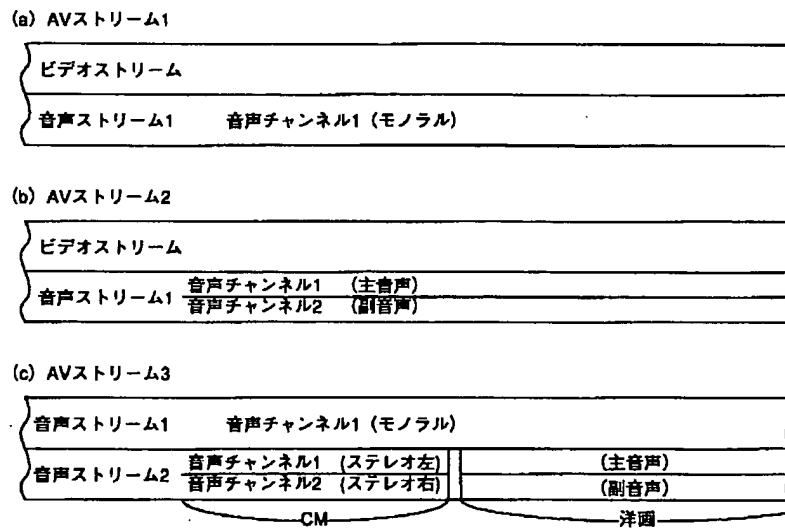 (a) AVストリーム1
ビデオストリーム
音声ストリーム1 音声チャンネル1 (モノラル)
(b) AVストリーム2
ビデオストリーム
音声ストリーム1
音声チャンネル1 (主音声)
音声チャンネル2 (副音声)
(c) AVストリーム3
音声ストリーム1 音声チャンネル1 (モノラル)
音声ストリーム2
音声チャンネル1 (ステレオ左) (主音声)
音声チャンネル2 (ステレオ右) (副音声)
CM 洋画